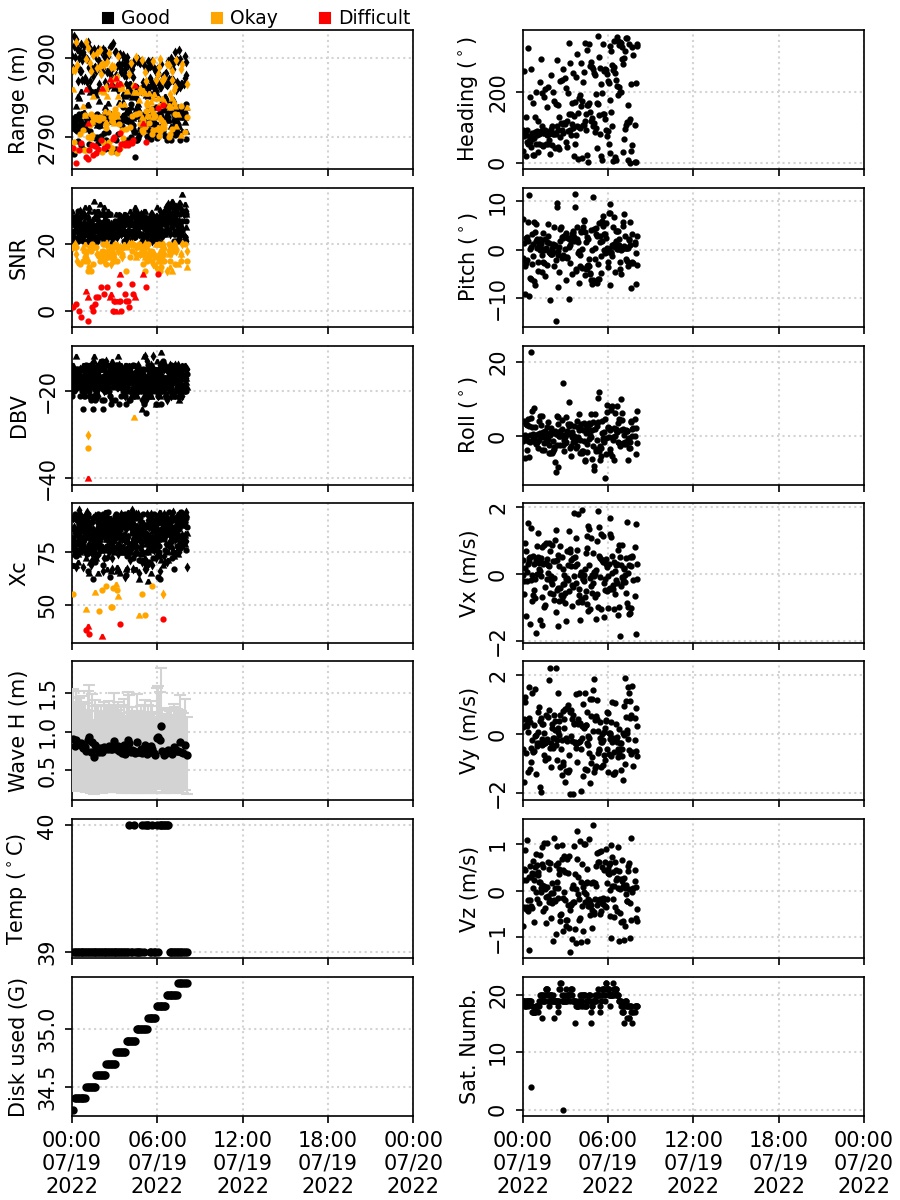 Good Okay Difficult
Range (m)
2900
2790
Heading (°)
200
0
SNR
20
0
Pitch (°)
10
0
−10
DBV
−20
−40
Roll (°)
20
0
Xc
75
50
Vx (m/s)
2
0
−2
Wave H (m)
1.5
1.0
0.5
Vy (m/s)
2
0
−2
Temp (°C)
40
39
Vz (m/s)
1
0
−1
Disk used (G)
35.0
34.5
Sat. Numb.
20
10
0
00:00 06:00 12:00 18:00 00:00
07/19 07/19 07/19 07/19 07/20
2022 2022 2022 2022 2022
00:00 06:00 12:00 18:00 00:00
07/19 07/19 07/19 07/19 07/20
2022 2022 2022 2022 2022